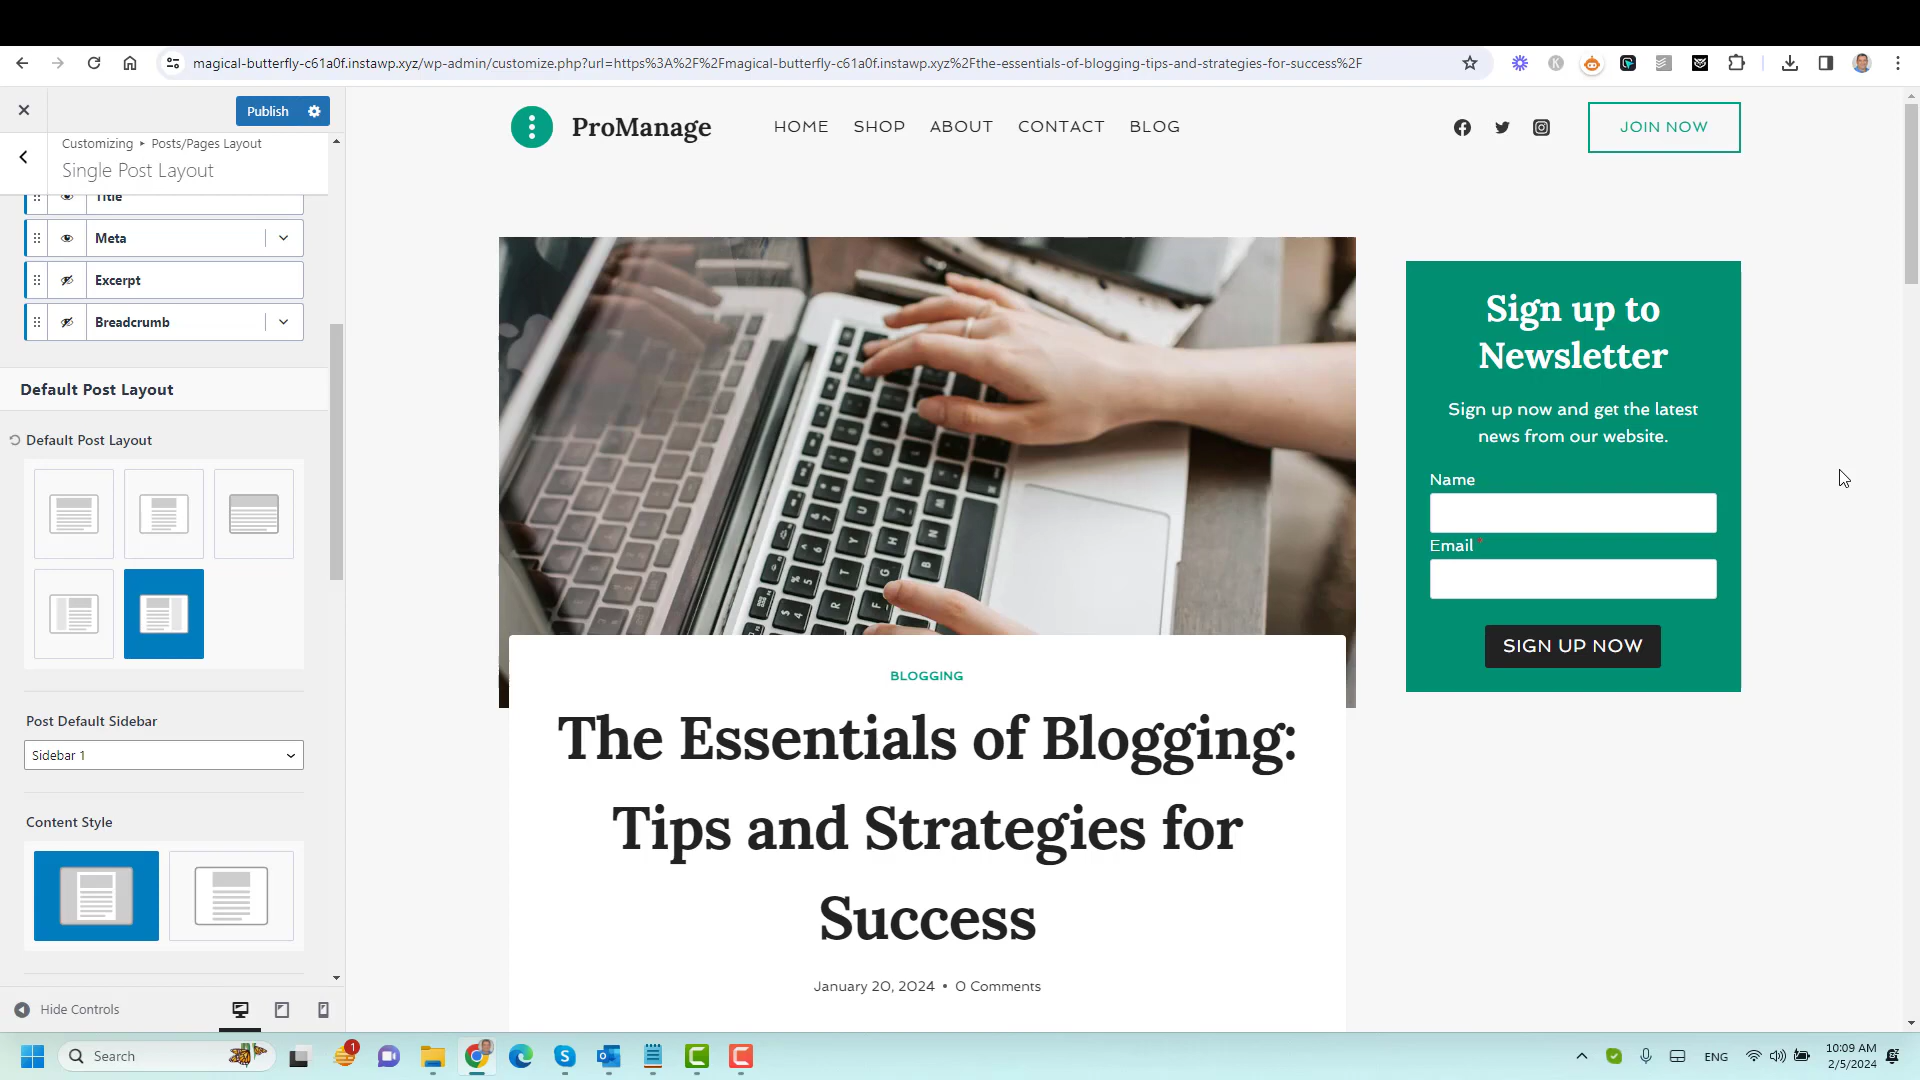 magical-butterfly-c61a0f.instawp.xyz/wp-admin/customize.php?url=https%3A%2F%2Fmagical-butterfly-c61a0f.instawp.xyz%2Fthe-essentials-of-blogging-tips-and-strategies-for-success%2F
Publish
Customizing ▸ Posts/Pages Layout
Single Post Layout
Title
Meta
Excerpt
Breadcrumb
Default Post Layout
Default Post Layout
Post Default Sidebar
Sidebar 1
Content Style
Hide Controls
ProManage
HOME SHOP ABOUT CONTACT BLOG
JOIN NOW
Sign up to
Newsletter
Sign up now and get the latest
news from our website.
Name
Email *
SIGN UP NOW
BLOGGING
The Essentials of Blogging:
Tips and Strategies for
Success
January 20, 2024 • 0 Comments
Search
1
ENG
10:09 AM
2/5/2024